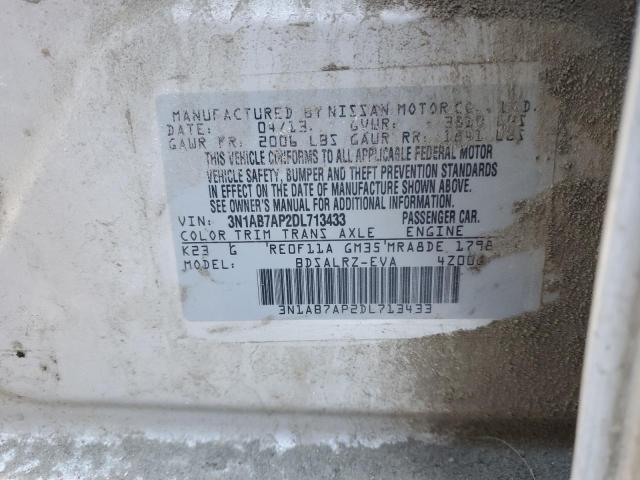 MANUFACTURED BY NISSAN MOTOR CO., LTD.
DATE: 04/13. GVWR:
GAWR FR: 2006 LBS GAWR RR: LBS
THIS VEHICLE CONFORMS TO ALL APPLICABLE FEDERAL MOTOR
VEHICLE SAFETY, BUMPER AND THEFT PREVENTION STANDARDS
IN EFFECT ON THE DATE OF MANUFACTURE SHOWN ABOVE.
SEE OWNER'S MANUAL FOR ADDITIONAL INFORMATION.
VIN: 3N1AB7AP2DL713433 PASSENGER CAR.
COLOR TRIM TRANS AXLE ENGINE
K23 G RE0F11A GM35 MRA8DE 1798
MODEL: BDSALRZ-EVA
3N1AB7AP2DL713433